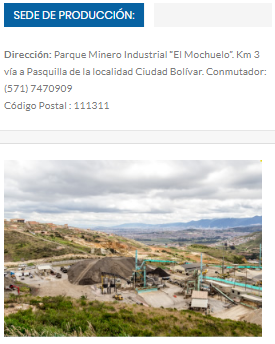 SEDE DE PRODUCCIÓN:
Dirección: Parque Minero Industrial “El Mochuelo”. Km 3
vía a Pasquilla de la localidad Ciudad Bolívar. Conmutador:
(571) 7470909
Código Postal : 111311